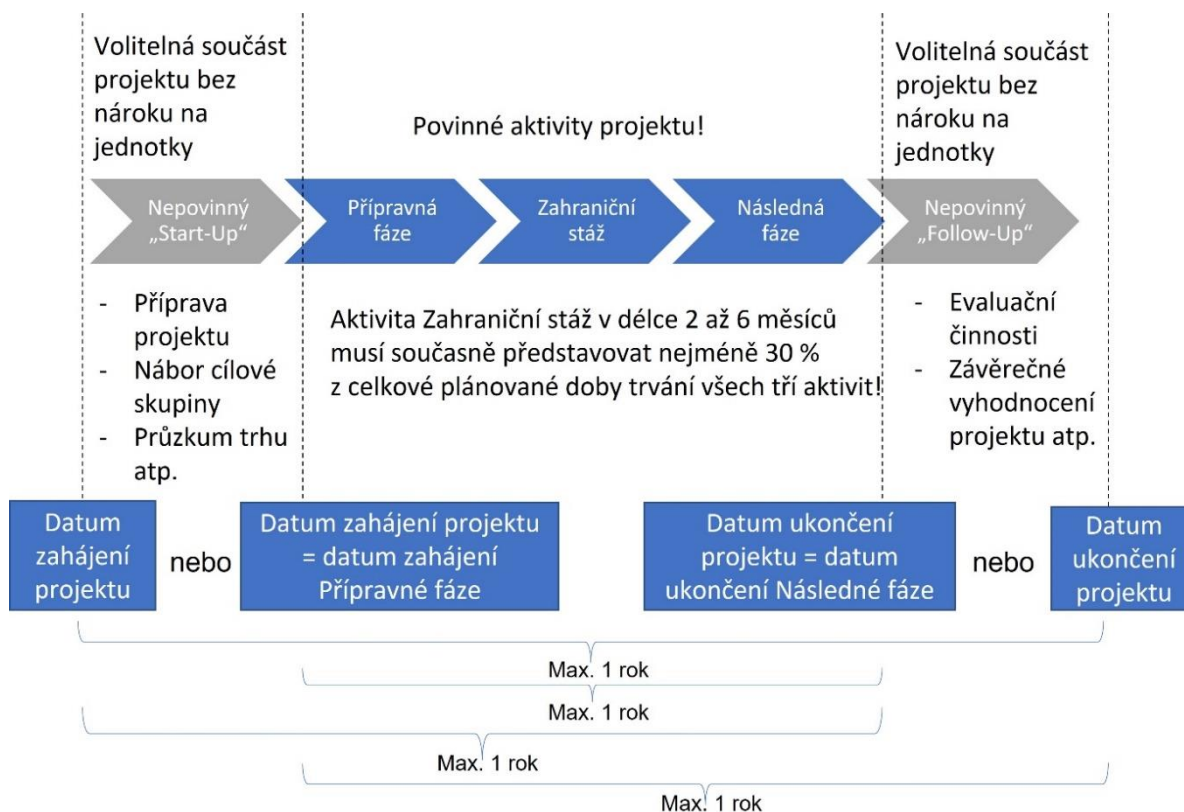 Volitelná součást
projektu bez
nároku na
jednotky
Povinné aktivity projektu!
Volitelná součást
projektu bez
nároku na
jednotky
Nepovinný
„Start-Up“
Přípravná
fáze
Zahraniční
stáž
Následná
fáze
Nepovinný
„Follow-Up“
- Příprava
projektu
- Nábor cílové
skupiny
- Průzkum trhu
atp.
Aktivita Zahraniční stáž v délce 2 až 6 měsíců
musí současně představovat nejméně 30 %
z celkové plánované doby trvání všech tří aktivit!
- Evaluační
činnosti
- Závěrečné
vyhodnocení
projektu atp.
Datum
zahájení
projektu
nebo
Datum zahájení projektu
= datum zahájení
Přípravné fáze
Datum ukončení
projektu = datum
ukončení Následné fáze
nebo
Datum
ukončení
projektu
Max. 1 rok
Max. 1 rok
Max. 1 rok
Max. 1 rok